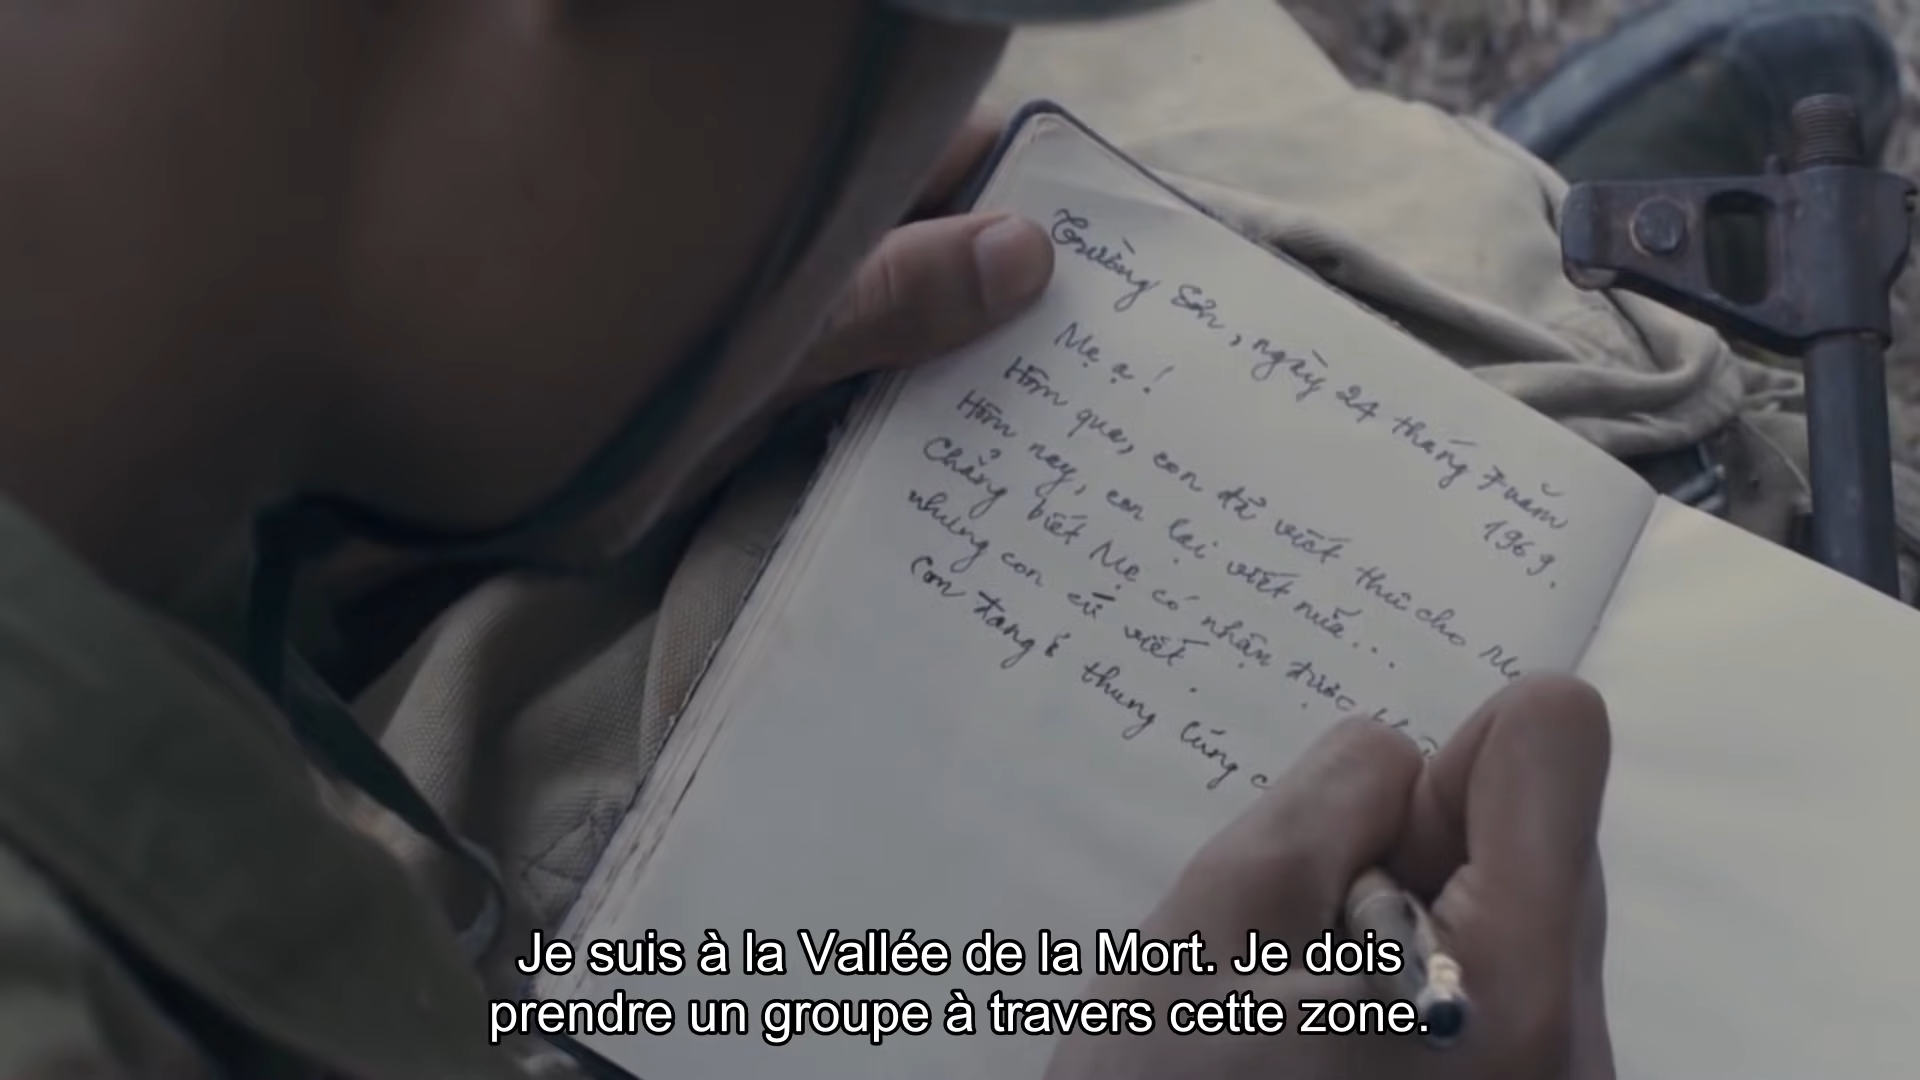 Trường Sơn, ngày 24 tháng 7 năm
1969.
Mẹ ạ!
Hôm qua, con đã viết thư cho Mẹ
Hôm nay, con lại viết nữa...
Chẳng biết Mẹ có nhận được
nhưng con cứ viết.
Con đang ở thung lũng
Je suis à la Vallée de la Mort. Je dois
prendre un groupe à travers cette zone.